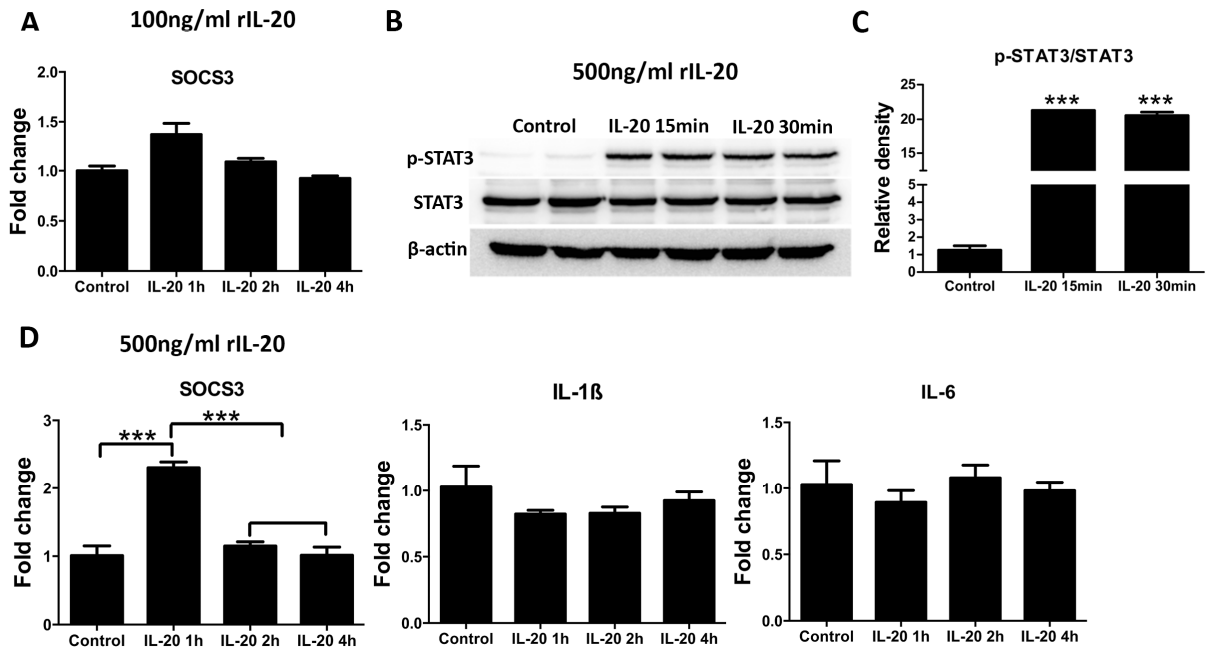 A
100ng/ml rIL-20
SOCS3
Fold change
2.0
1.5
1.0
0.5
0.0
Control IL-20 1h IL-20 2h IL-20 4h
B
500ng/ml rIL-20
Control IL-20 15min IL-20 30min
p-STAT3
STAT3
β-actin
C
p-STAT3/STAT3
Relative density
25
20
15
5
4
3
2
1
0
*** ***
Control IL-20 15min IL-20 30min
D
500ng/ml rIL-20
SOCS3
Fold change
3
2
1
0
*** ***
Control IL-20 1h IL-20 2h IL-20 4h
IL-1ß
Fold change
1.5
1.0
0.5
0.0
Control IL-20 1h IL-20 2h IL-20 4h
IL-6
Fold change
1.5
1.0
0.5
0.0
Control IL-20 1h IL-20 2h IL-20 4h